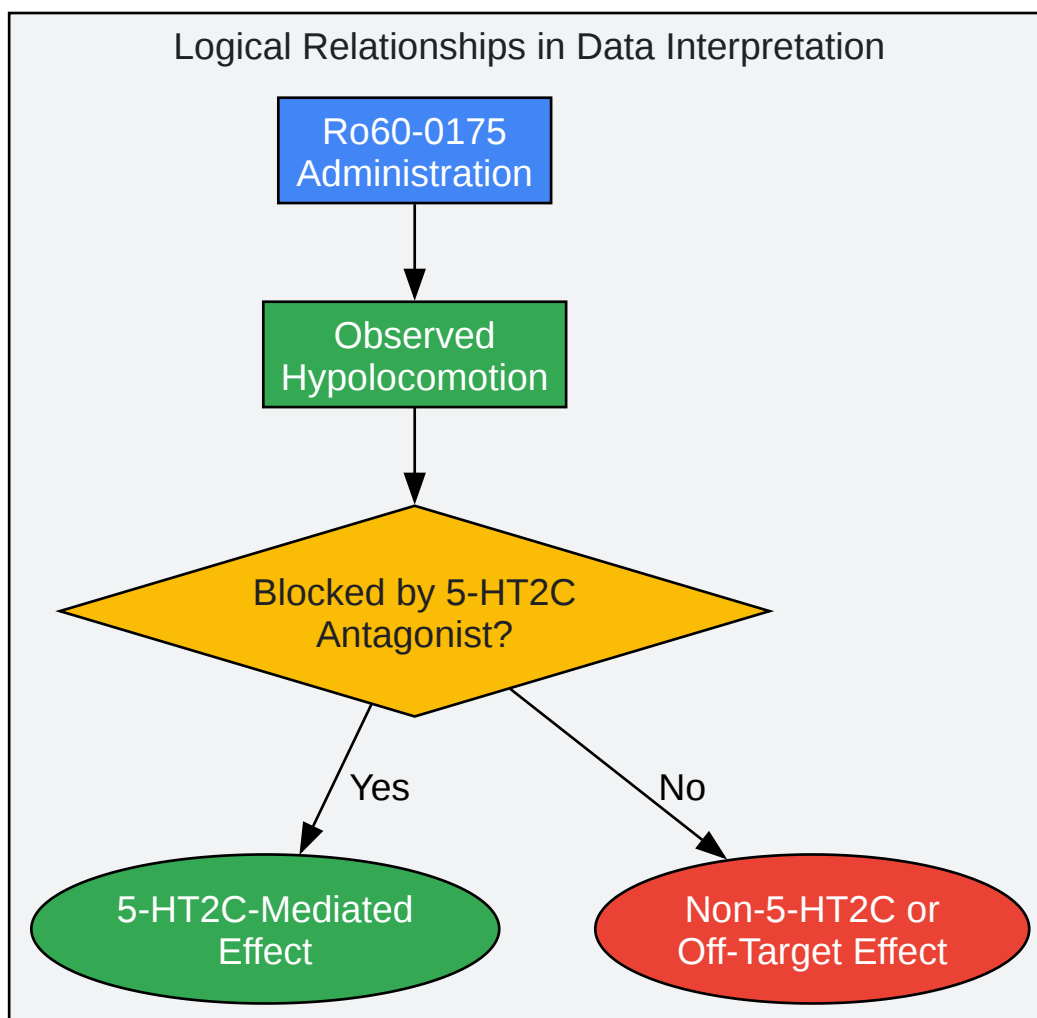 Logical Relationships in Data Interpretation
Ro60-0175
Administration
Observed
Hypolocomotion
Blocked by 5-HT2C
Antagonist?
Yes
No
5-HT2C-Mediated
Effect
Non-5-HT2C or
Off-Target Effect